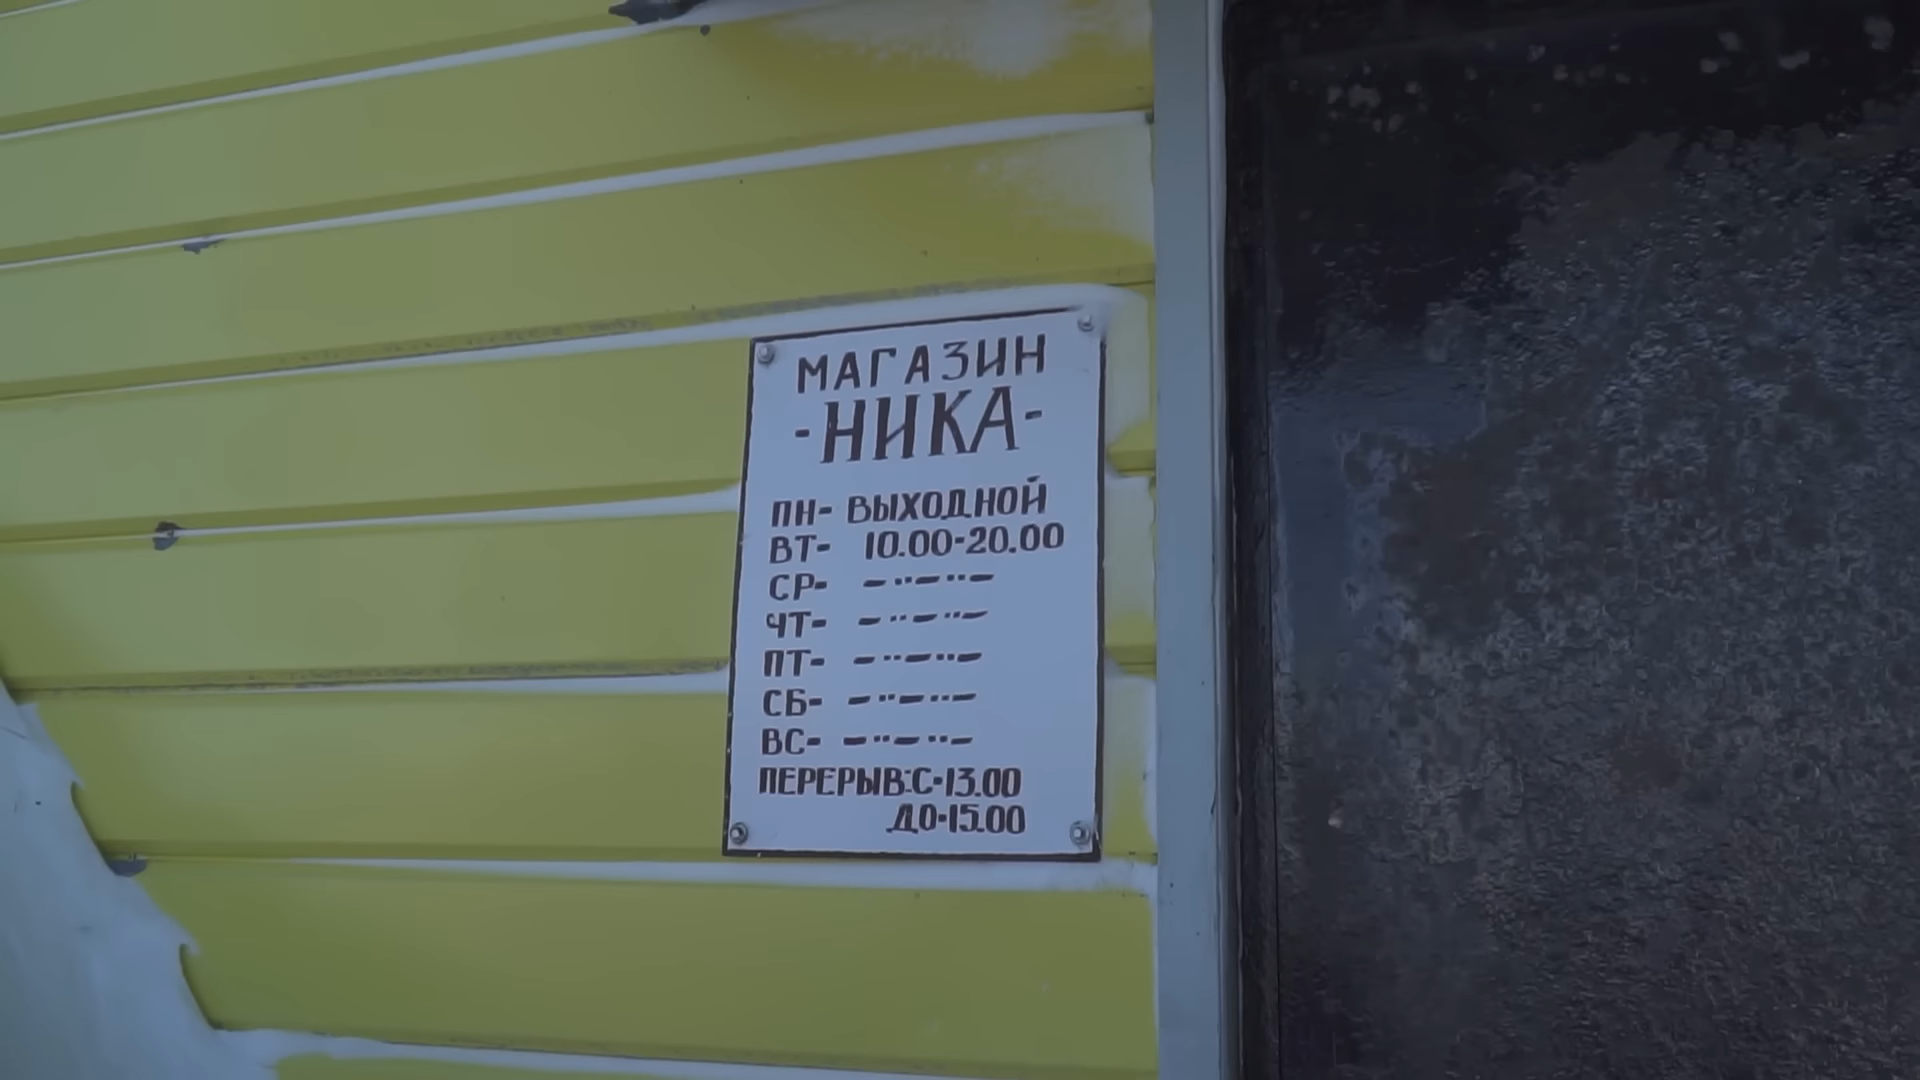 МАГАЗИН
-НИКА-
ПН- ВЫХОДНОЙ
ВТ- 10.00-20.00
СР- –"–"–
ЧТ- –"–"–
ПТ- –"–"–
СБ- –"–"–
ВС- –"–"–
ПЕРЕРЫВ:С-13.00
ДО-15.00